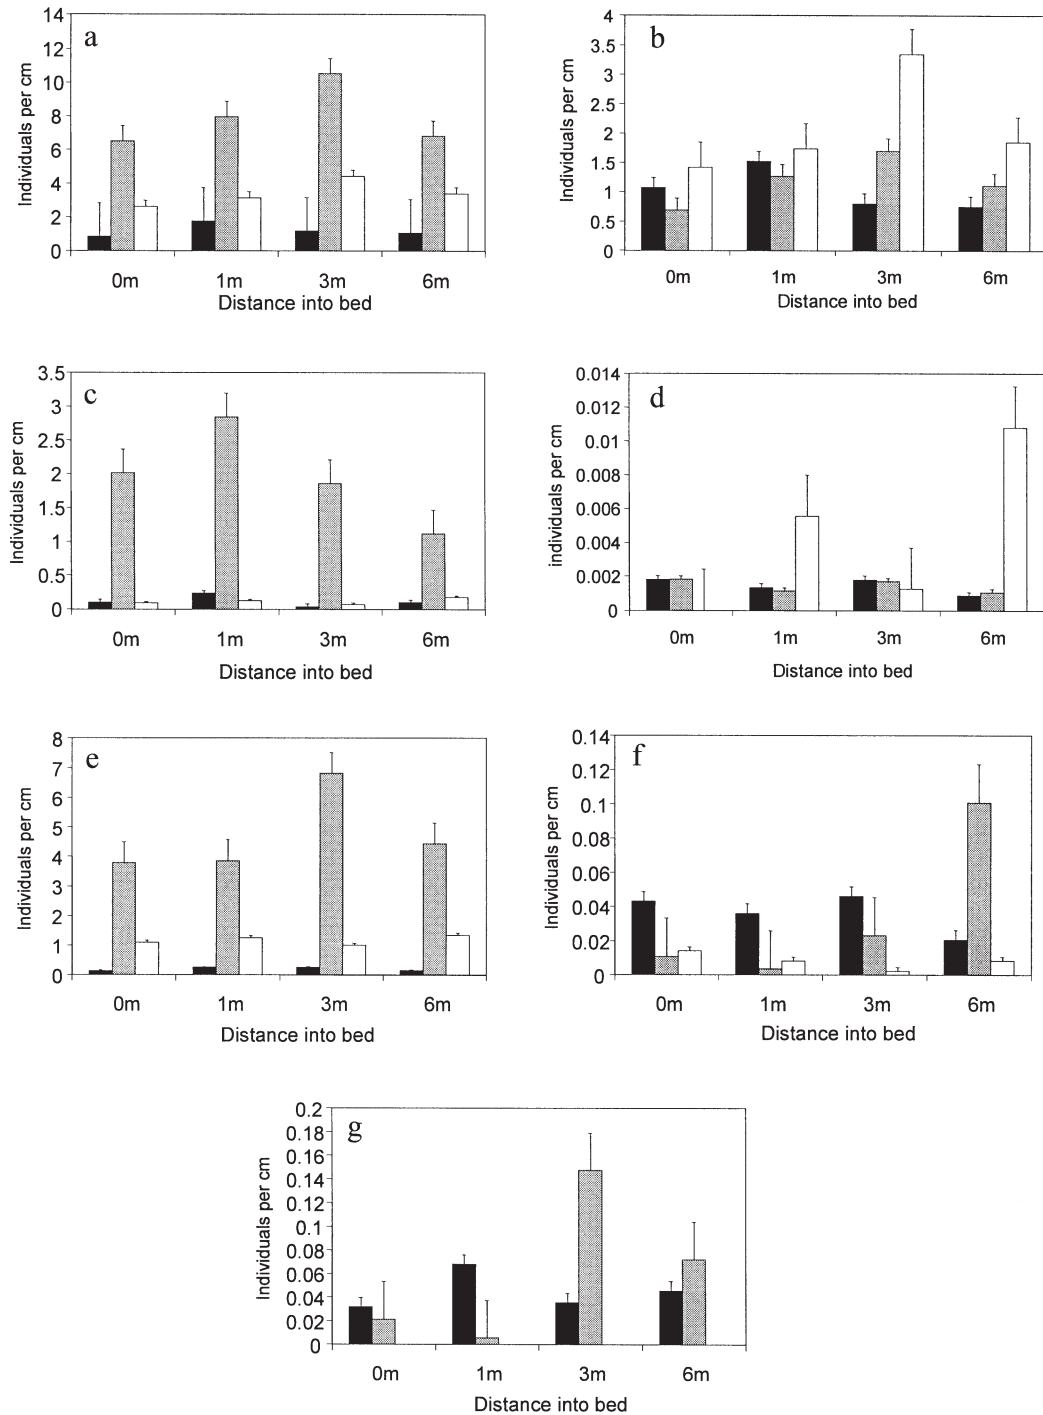 a
Individuals per cm
14
12
10
8
6
4
2
0
0m 1m 3m 6m
Distance into bed
b
Individuals per cm
4
3.5
3
2.5
2
1.5
1
0.5
0
0m 1m 3m 6m
Distance into bed
c
Individuals per cm
3.5
3
2.5
2
1.5
1
0.5
0
0m 1m 3m 6m
Distance into bed
d
individuals per cm
0.014
0.012
0.01
0.008
0.006
0.004
0.002
0
0m 1m 3m 6m
Distance into bed
e
Individuals per cm
8
7
6
5
4
3
2
1
0
0m 1m 3m 6m
Distance into bed
f
Individuals per cm
0.14
0.12
0.1
0.08
0.06
0.04
0.02
0
0m 1m 3m 6m
Distance into bed
g
Individuals per cm
0.2
0.18
0.16
0.14
0.12
0.1
0.08
0.06
0.04
0.02
0
0m 1m 3m 6m
Distance into bed